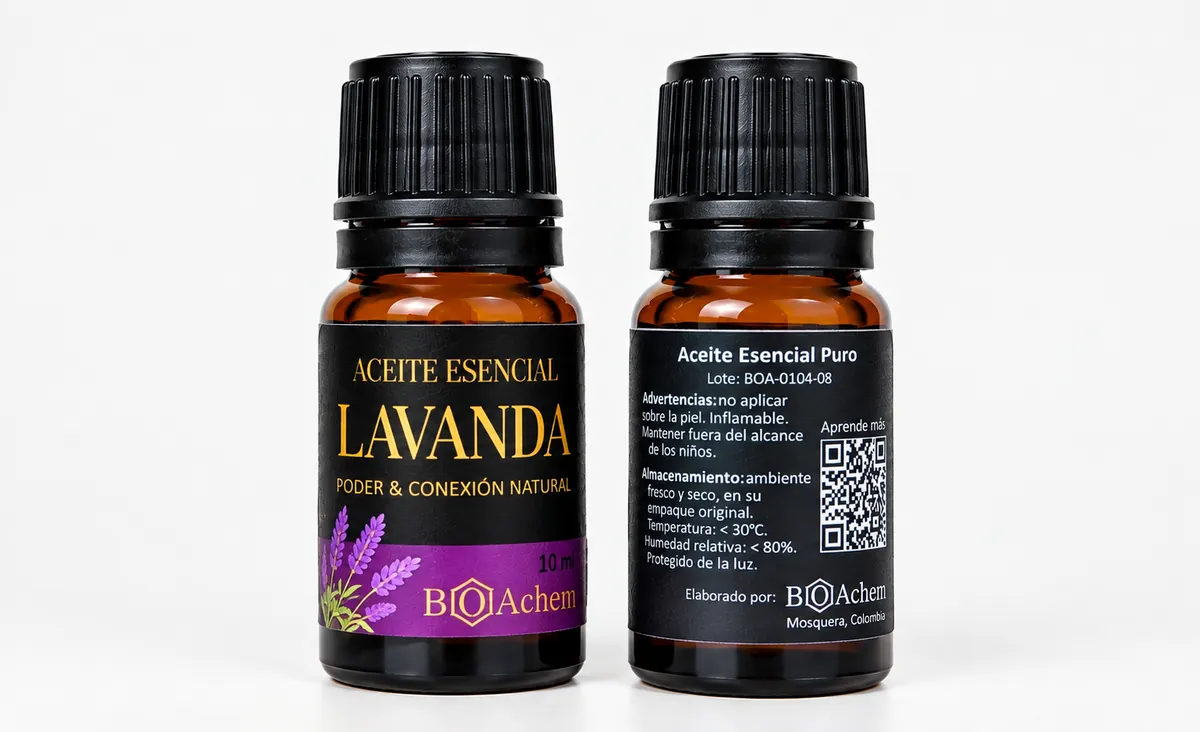 ACEITE ESENCIAL
LAVANDA
PODER & CONEXIÓN NATURAL
10 ml
BOAchem
Aceite Esencial Puro
Lote: BOA-0104-08
Advertencias: no aplicar
sobre la piel. Inflamable.
Mantener fuera del alcance
de los niños.
Aprende más
Almacenamiento: ambiente
fresco y seco, en su
empaque original.
Temperatura: < 30°C.
Humedad relativa: < 80%.
Protegido de la luz.
Elaborado por: BOAchem
Mosquera, Colombia